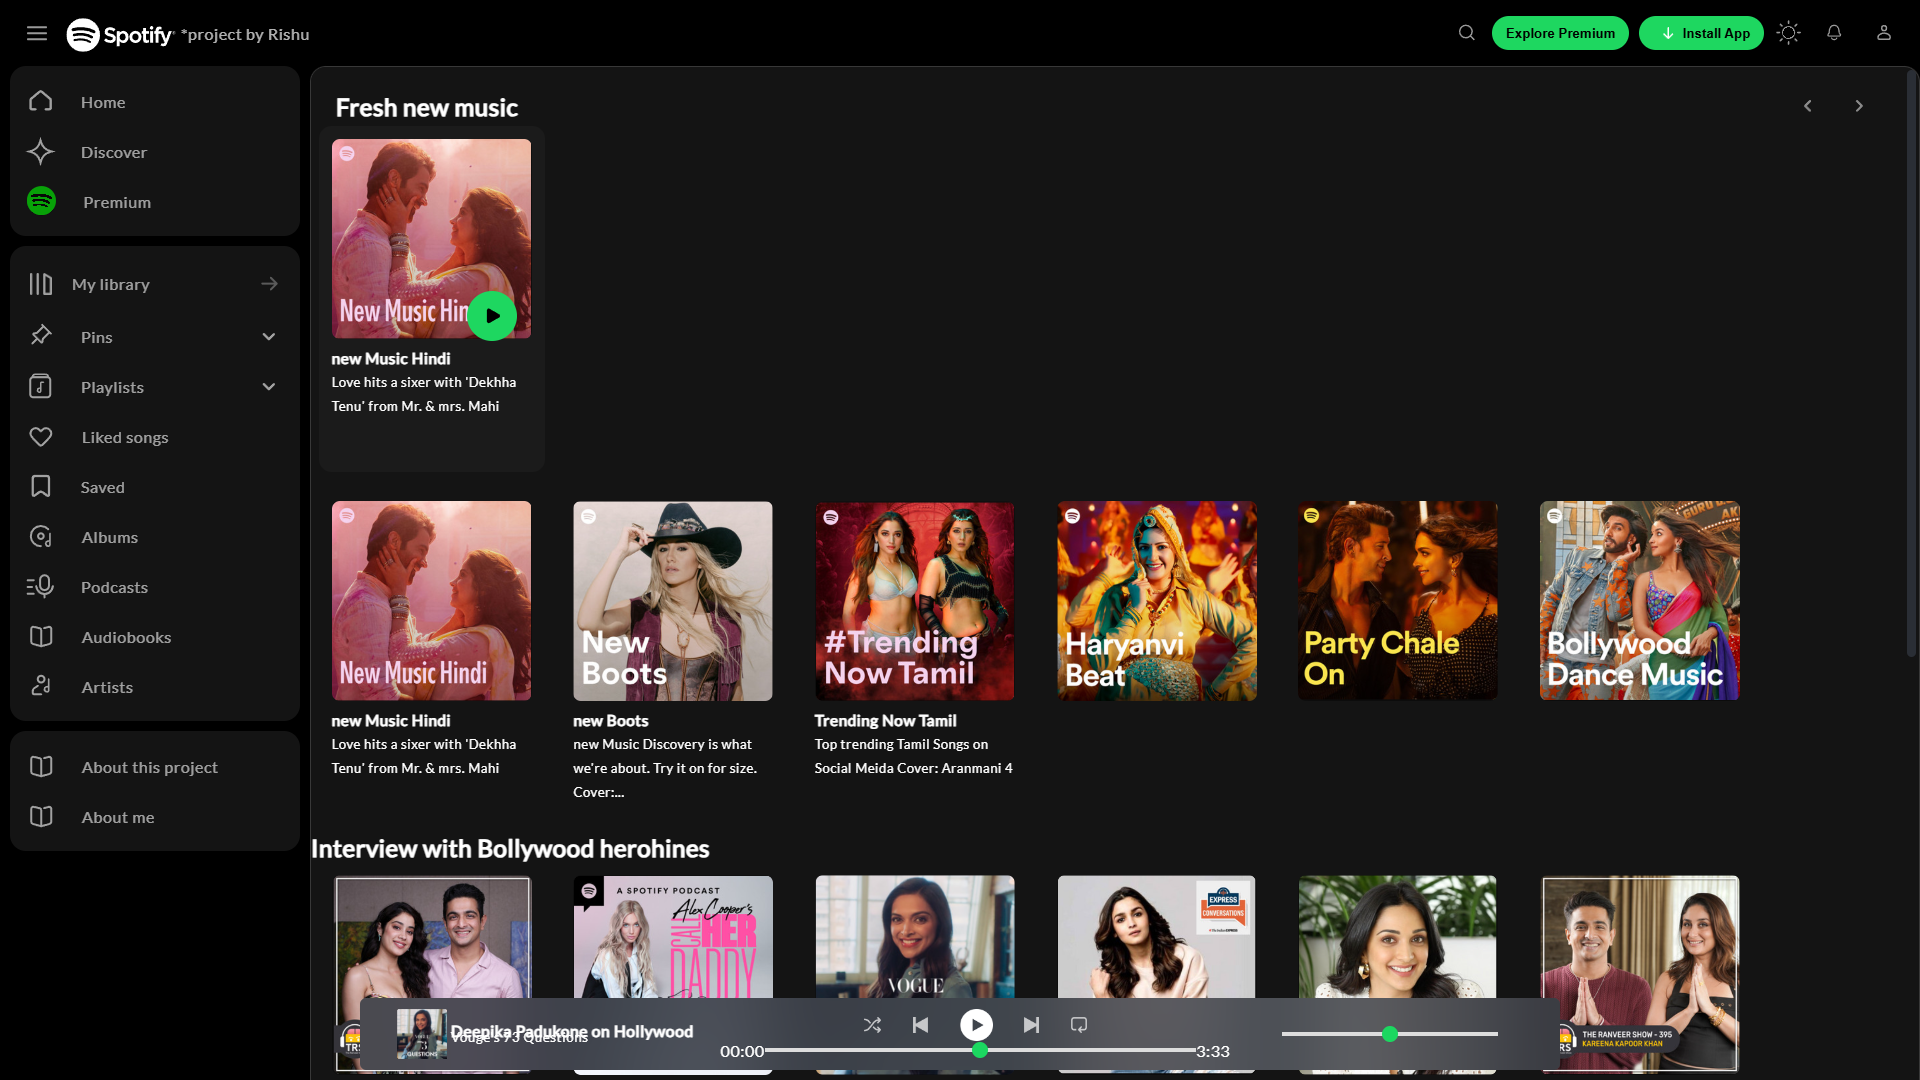 Spotify *project by Rishu
Explore Premium
Install App
Home
Discover
Premium
My library
Pins
Playlists
Liked songs
Saved
Albums
Podcasts
Audiobooks
Artists
About this project
About me
Fresh new music
New Music Hin
new Music Hindi
Love hits a sixer with 'Dekhha
Tenu' from Mr. & mrs. Mahi
New Music Hindi
new Music Hindi
Love hits a sixer with 'Dekhha
Tenu' from Mr. & mrs. Mahi
New
Boots
new Boots
new Music Discovery is what
we're about. Try it on for size.
Cover:...
#Trending
Now Tamil
Trending Now Tamil
Top trending Tamil Songs on
Social Meida Cover: Aranmani 4
Haryanvi
Beat
Party Chale
On
GURU
AK
Bollywood
Dance Music
Interview with Bollywood herohines
TRS
A SPOTIFY PODCAST
Alex Cooper's
CALL HER
DADDY
VOGUE
EXPRESS
CONVERSATIONS
THE RANVEER SHOW - 395
KAREENA KAPOOR KHAN
RS
VOGUE
73
QUESTIONS
Deepika Padukone on Hollywood
Vouge's 73 Questions
00:00
3:33